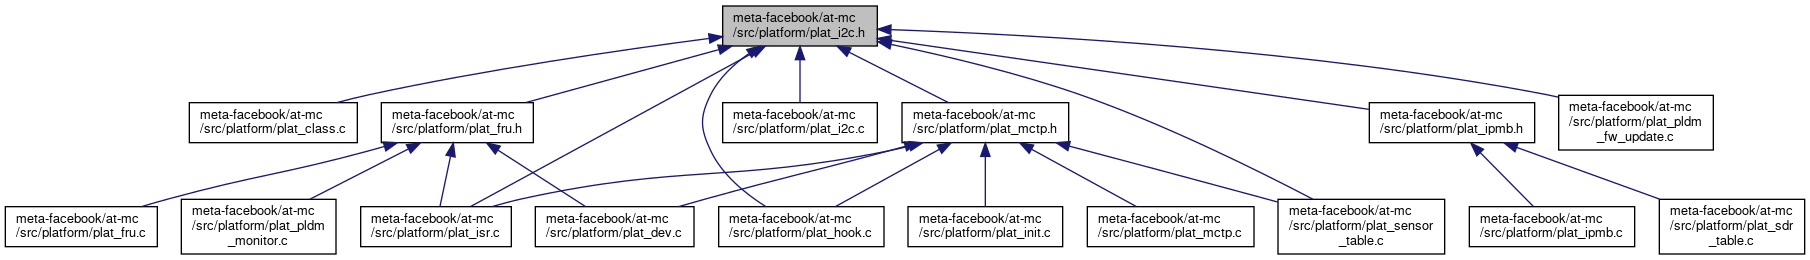 meta-facebook/at-mc
/src/platform/plat_i2c.h
meta-facebook/at-mc
/src/platform/plat_class.c
meta-facebook/at-mc
/src/platform/plat_fru.h
meta-facebook/at-mc
/src/platform/plat_i2c.c
meta-facebook/at-mc
/src/platform/plat_mctp.h
meta-facebook/at-mc
/src/platform/plat_ipmb.h
meta-facebook/at-mc
/src/platform/plat_pldm
_fw_update.c
meta-facebook/at-mc
/src/platform/plat_fru.c
meta-facebook/at-mc
/src/platform/plat_pldm
_monitor.c
meta-facebook/at-mc
/src/platform/plat_isr.c
meta-facebook/at-mc
/src/platform/plat_dev.c
meta-facebook/at-mc
/src/platform/plat_hook.c
meta-facebook/at-mc
/src/platform/plat_init.c
meta-facebook/at-mc
/src/platform/plat_mctp.c
meta-facebook/at-mc
/src/platform/plat_sensor
_table.c
meta-facebook/at-mc
/src/platform/plat_ipmb.c
meta-facebook/at-mc
/src/platform/plat_sdr
_table.c